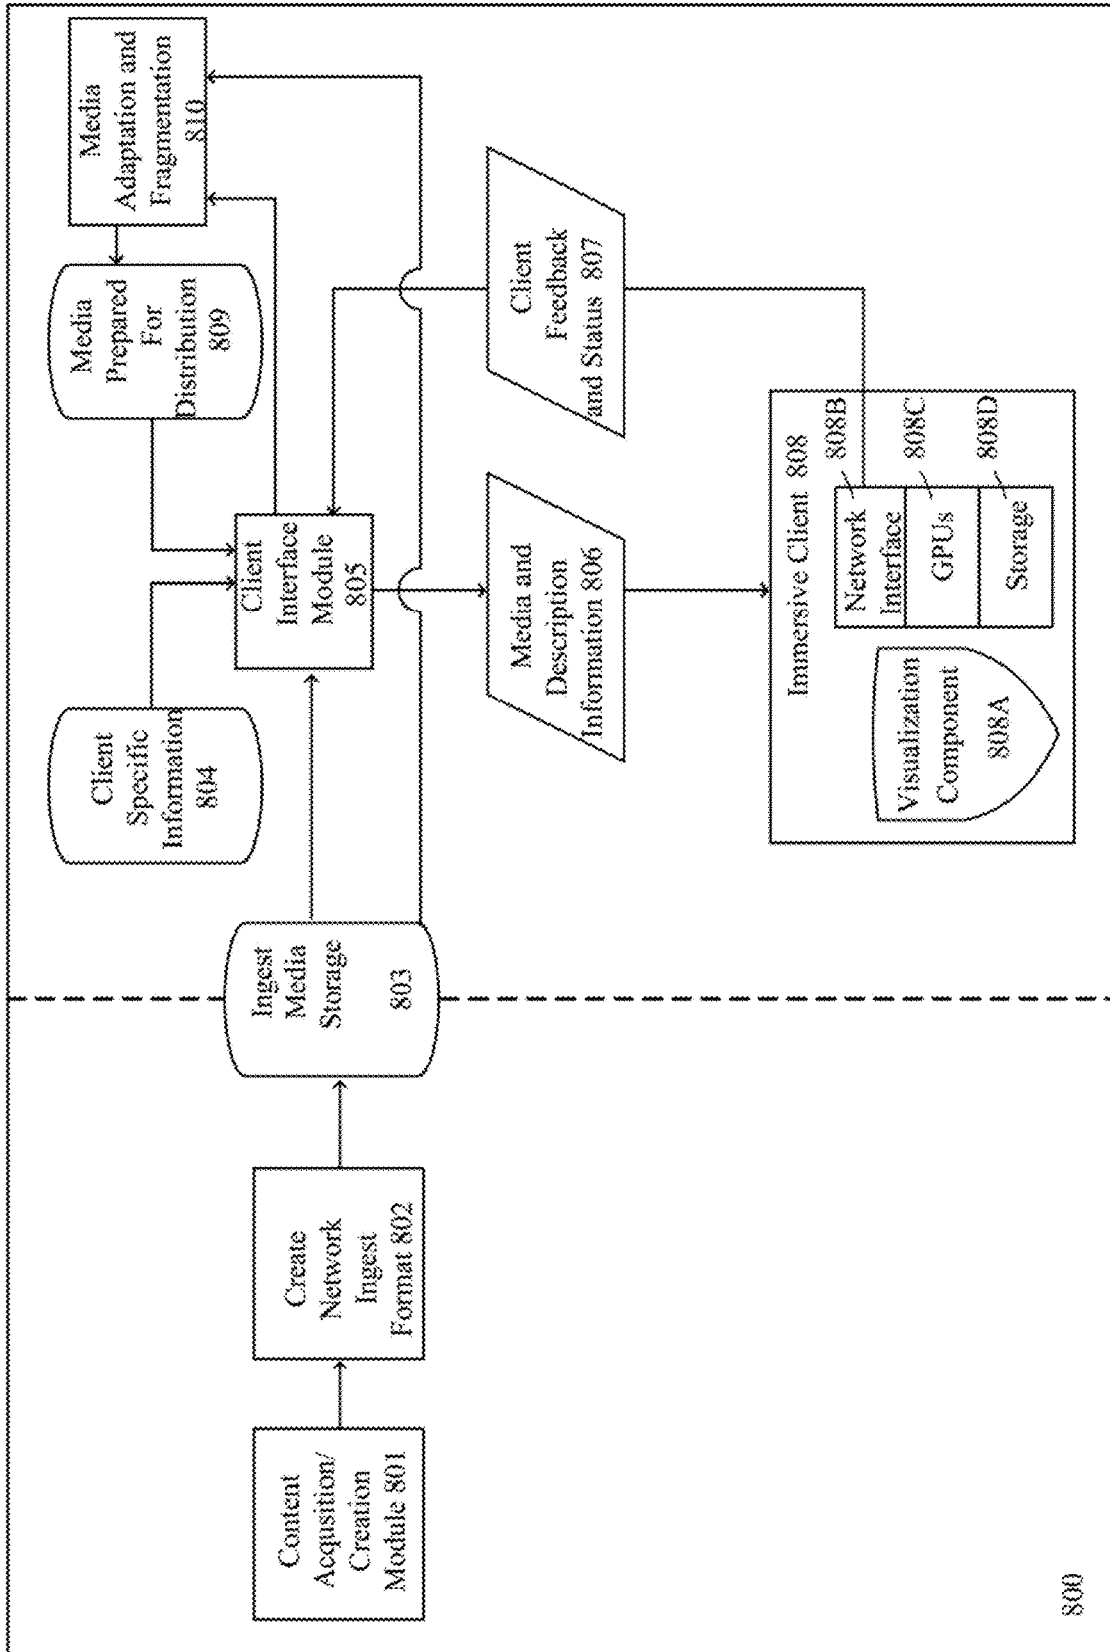 Content
Acqusition/
Creation
Module 801
Create
Network
Ingest
Format 802
Ingest
Media
Storage
803
Client
Specific
Information
804
Client
Interface
Module
805
Media
Prepared
For
Distribution
809
Media
Adaptation and
Fragmentation
810
Media and
Description
Information 806
Client
Feedback
and Status 807
Immersive Client 808
Visualization
Component
808A
Network
Interface
808B
GPUs
808C
Storage
808D
800